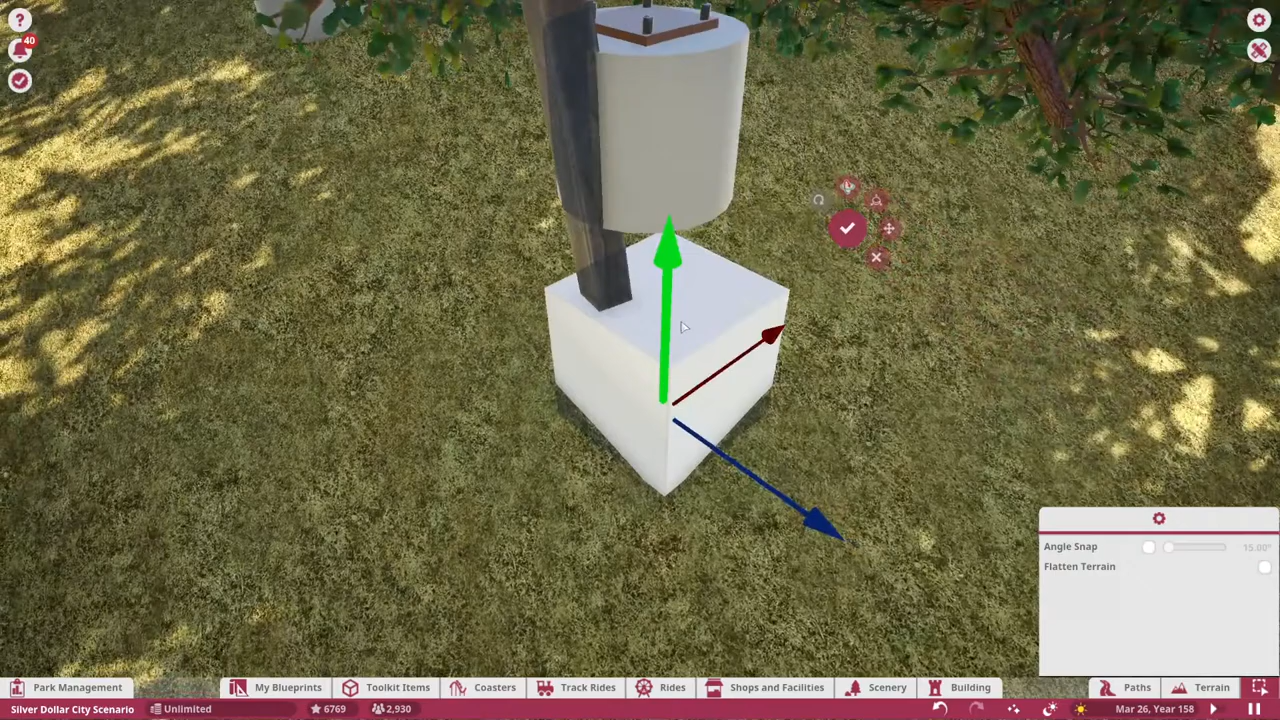 ?
40
Angle Snap
15.00°
Flatten Terrain
Park Management
My Blueprints
Toolkit Items
Coasters
Track Rides
Rides
Shops and Facilities
Scenery
Building
Paths
Terrain
Silver Dollar City Scenario
Unlimited
6769
2,930
Mar 26, Year 158